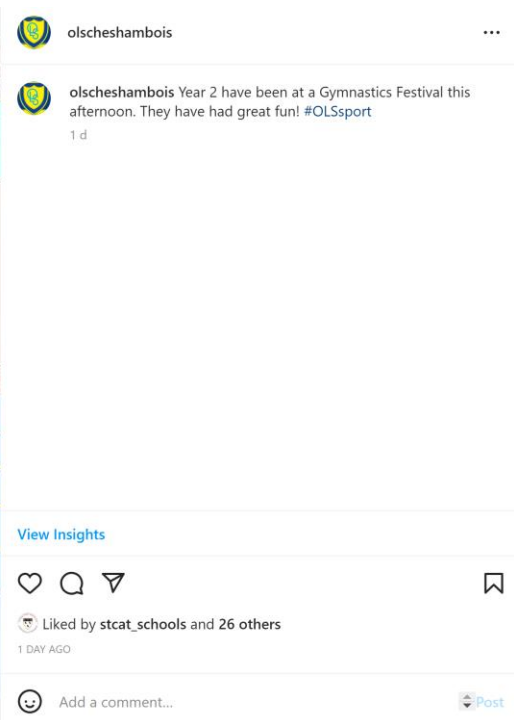 olscheshambois
olscheshambois Year 2 have been at a Gymnastics Festival this
afternoon. They have had great fun! #OLSsport
1 d
View Insights
Liked by stcat_schools and 26 others
1 DAY AGO
Add a comment...
Post